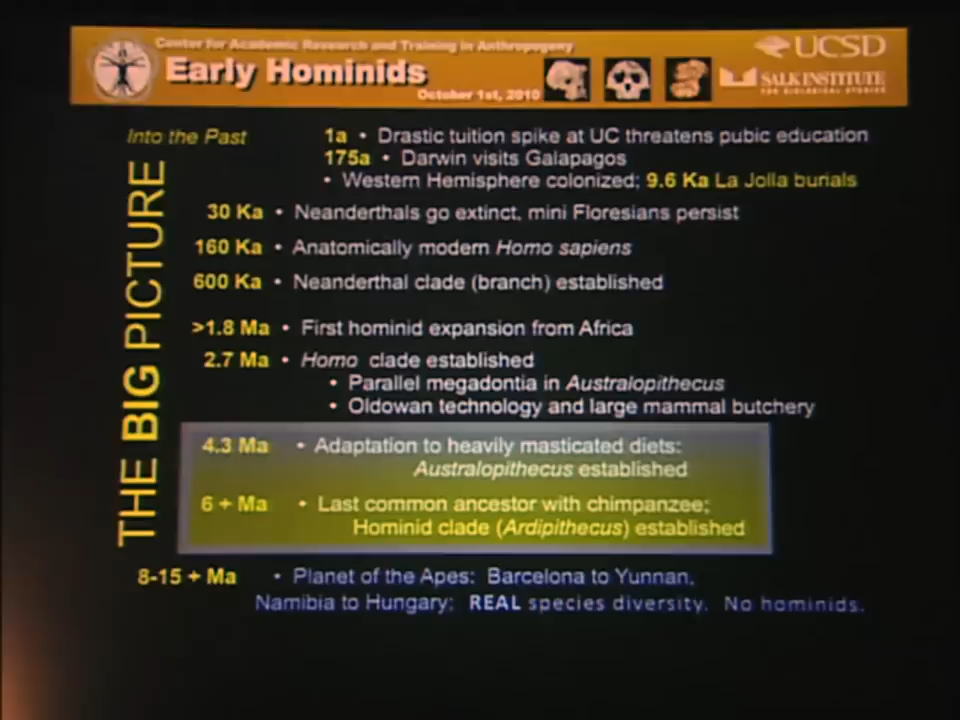 Center for Academic Research and Training in Anthropogeny
Early Hominids
October 1st, 2010
UCSD
SALK INSTITUTE
FOR BIOLOGICAL STUDIES
THE BIG PICTURE
Into the Past
1a • Drastic tuition spike at UC threatens pubic education
175a • Darwin visits Galapagos
• Western Hemisphere colonized; 9.6 Ka La Jolla burials
30 Ka • Neanderthals go extinct, mini Floresians persist
160 Ka • Anatomically modern Homo sapiens
600 Ka • Neanderthal clade (branch) established
>1.8 Ma • First hominid expansion from Africa
2.7 Ma • Homo clade established
• Parallel megadontia in Australopithecus
• Oldowan technology and large mammal butchery
4.3 Ma • Adaptation to heavily masticated diets:
Australopithecus established
6 + Ma • Last common ancestor with chimpanzee;
Hominid clade (Ardipithecus) established
8-15 + Ma • Planet of the Apes: Barcelona to Yunnan,
Namibia to Hungary; REAL species diversity. No hominids.